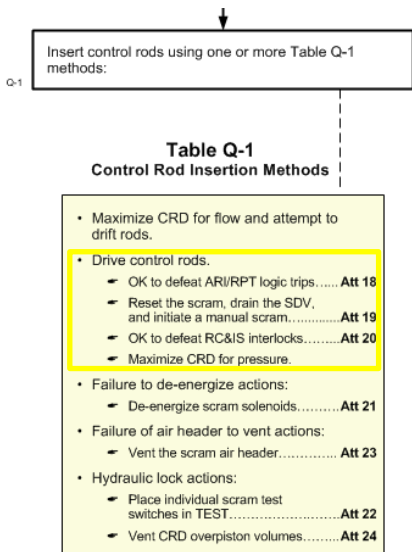 Insert control rods using one or more Table Q-1
methods:
Q-1
Table Q-1
Control Rod Insertion Methods
• Maximize CRD for flow and attempt to
drift rods.
• Drive control rods.
☛ OK to defeat ARI/RPT logic trips...... Att 18
☛ Reset the scram, drain the SDV,
and initiate a manual scram.............Att 19
☛ OK to defeat RC&IS interlocks.........Att 20
☛ Maximize CRD for pressure.
• Failure to de-energize actions:
☛ De-energize scram solenoids..........Att 21
• Failure of air header to vent actions:
☛ Vent the scram air header.............. Att 23
• Hydraulic lock actions:
☛ Place individual scram test
switches in TEST.........................Att 22
☛ Vent CRD overpiston volumes........Att 24